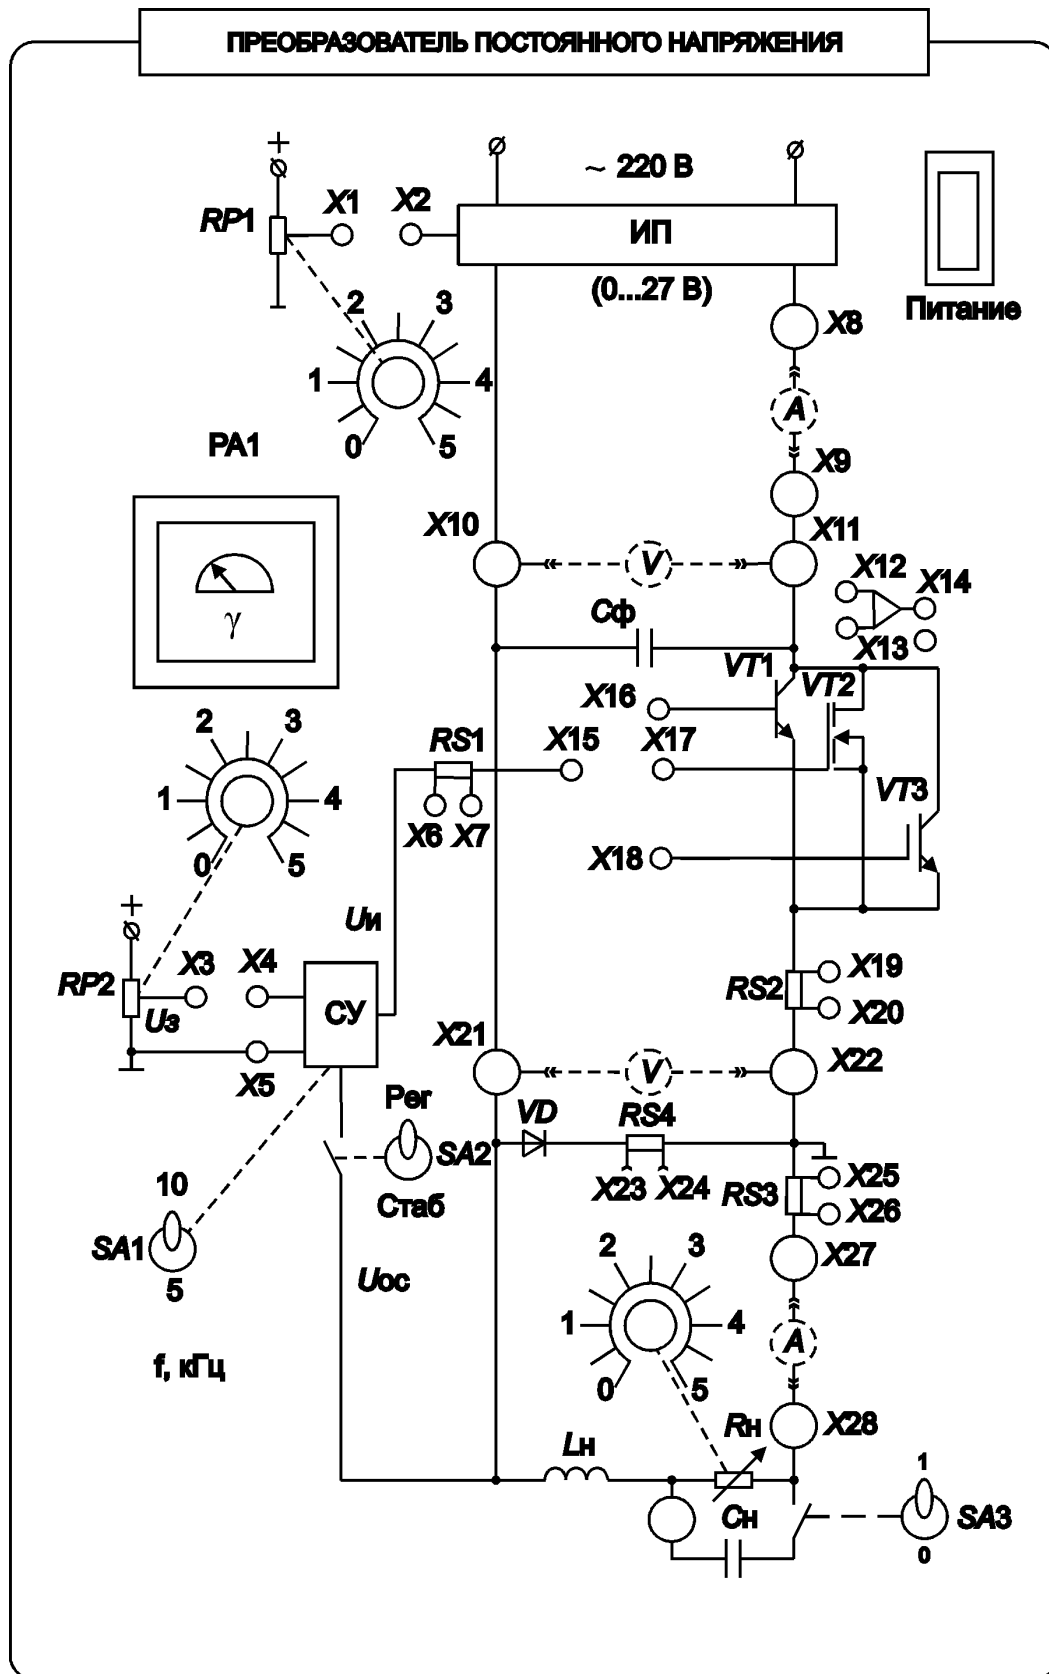 ПРЕОБРАЗОВАТЕЛЬ ПОСТОЯННОГО НАПРЯЖЕНИЯ
+
~ 220 В
RP1
X1
X2
ИП
(0...27 В)
Питание
X8
0
1
2
3
4
5
A
PA1
X9
X10
X11
V
γ
X12
X14
X13
Cф
VT1
VT2
X16
0
1
2
3
4
5
RS1
X15
X17
X6
X7
VT3
X18
Uи
+
RP2
X3
X4
Uз
СУ
X5
X19
RS2
X20
X21
V
X22
Рег
SA2
Стаб
VD
RS4
X23
X24
X25
RS3
X26
10
SA1
5
f, кГц
Uос
X27
0
1
2
3
4
5
A
X28
Rн
Lн
Cн
1
SA3
0